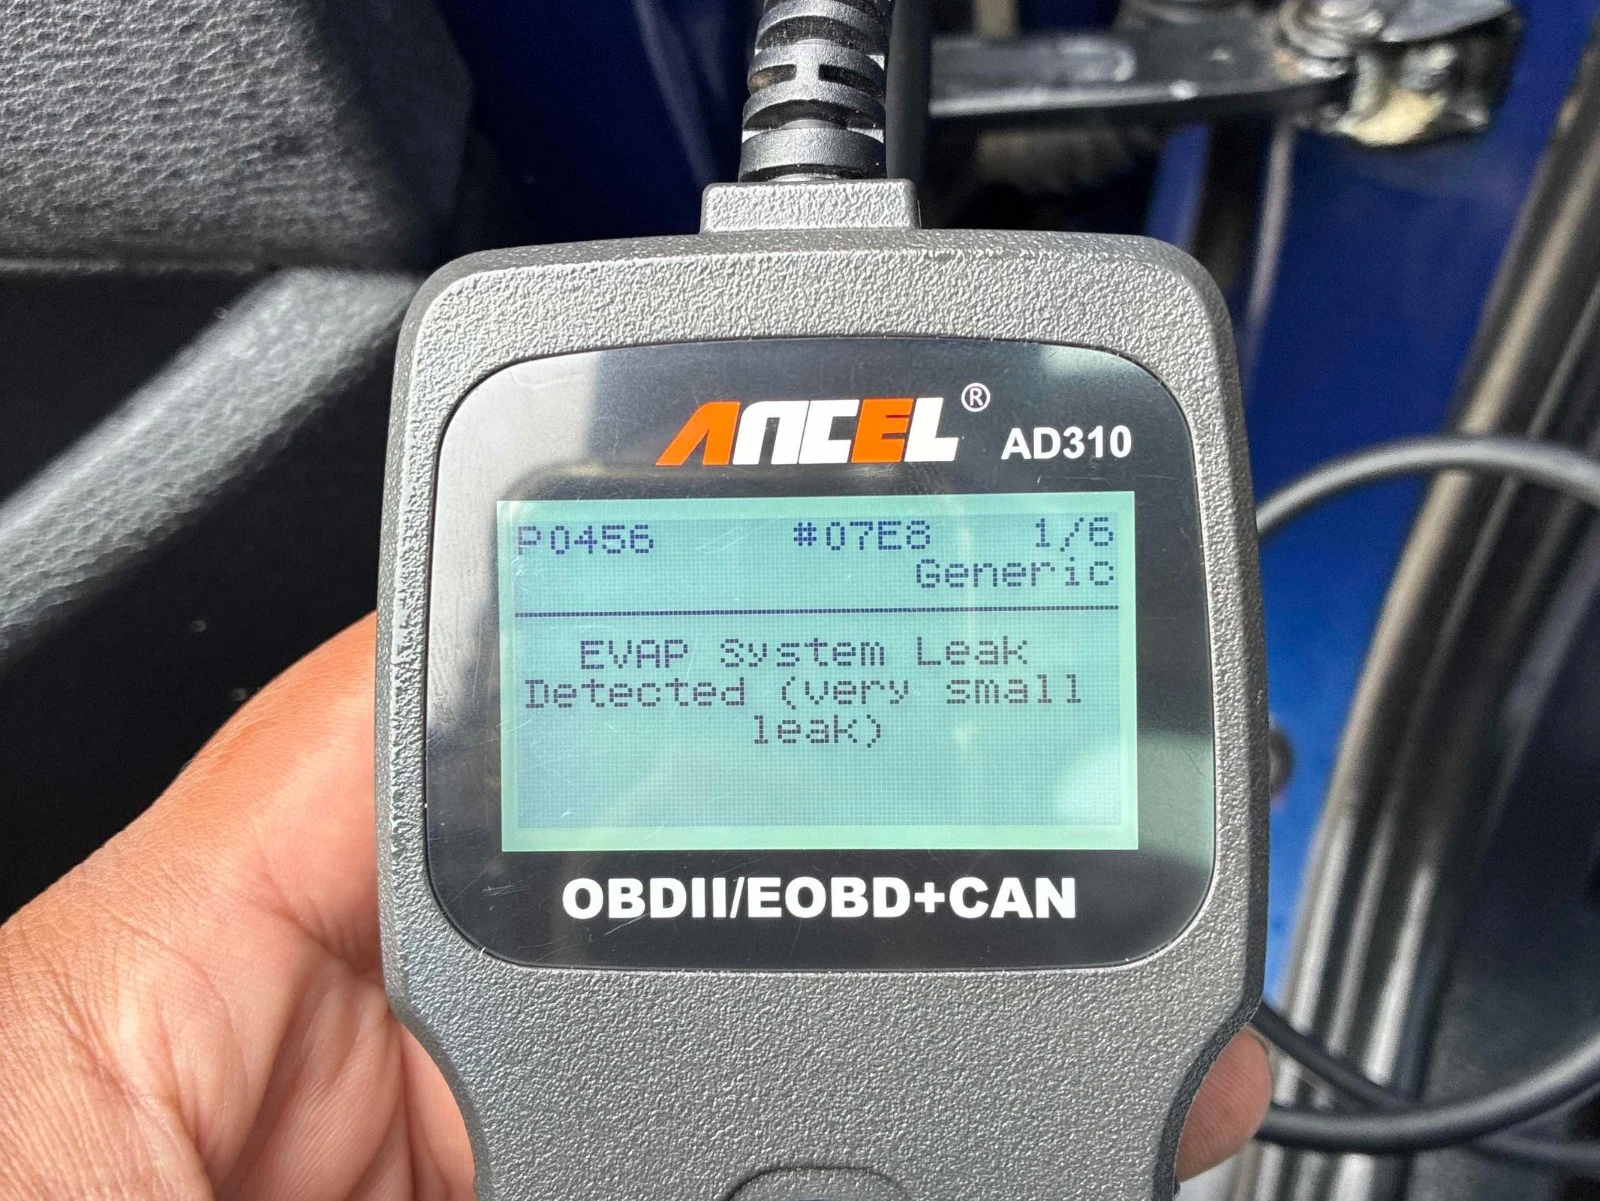 ANCEL® AD310
P0456 #07E8 1/6
Generic
EVAP System Leak
Detected (very small
leak)
OBDII/EOBD+CAN